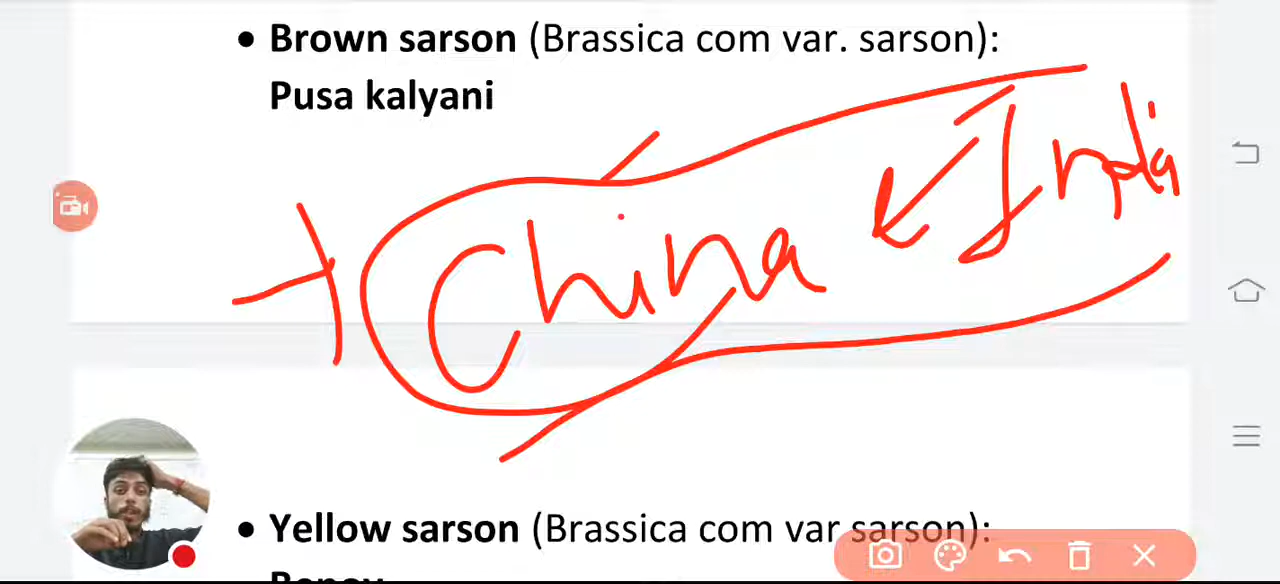 • Brown sarson (Brassica com var. sarson):
Pusa kalyani
China India
• Yellow sarson (Brassica com var sarson):